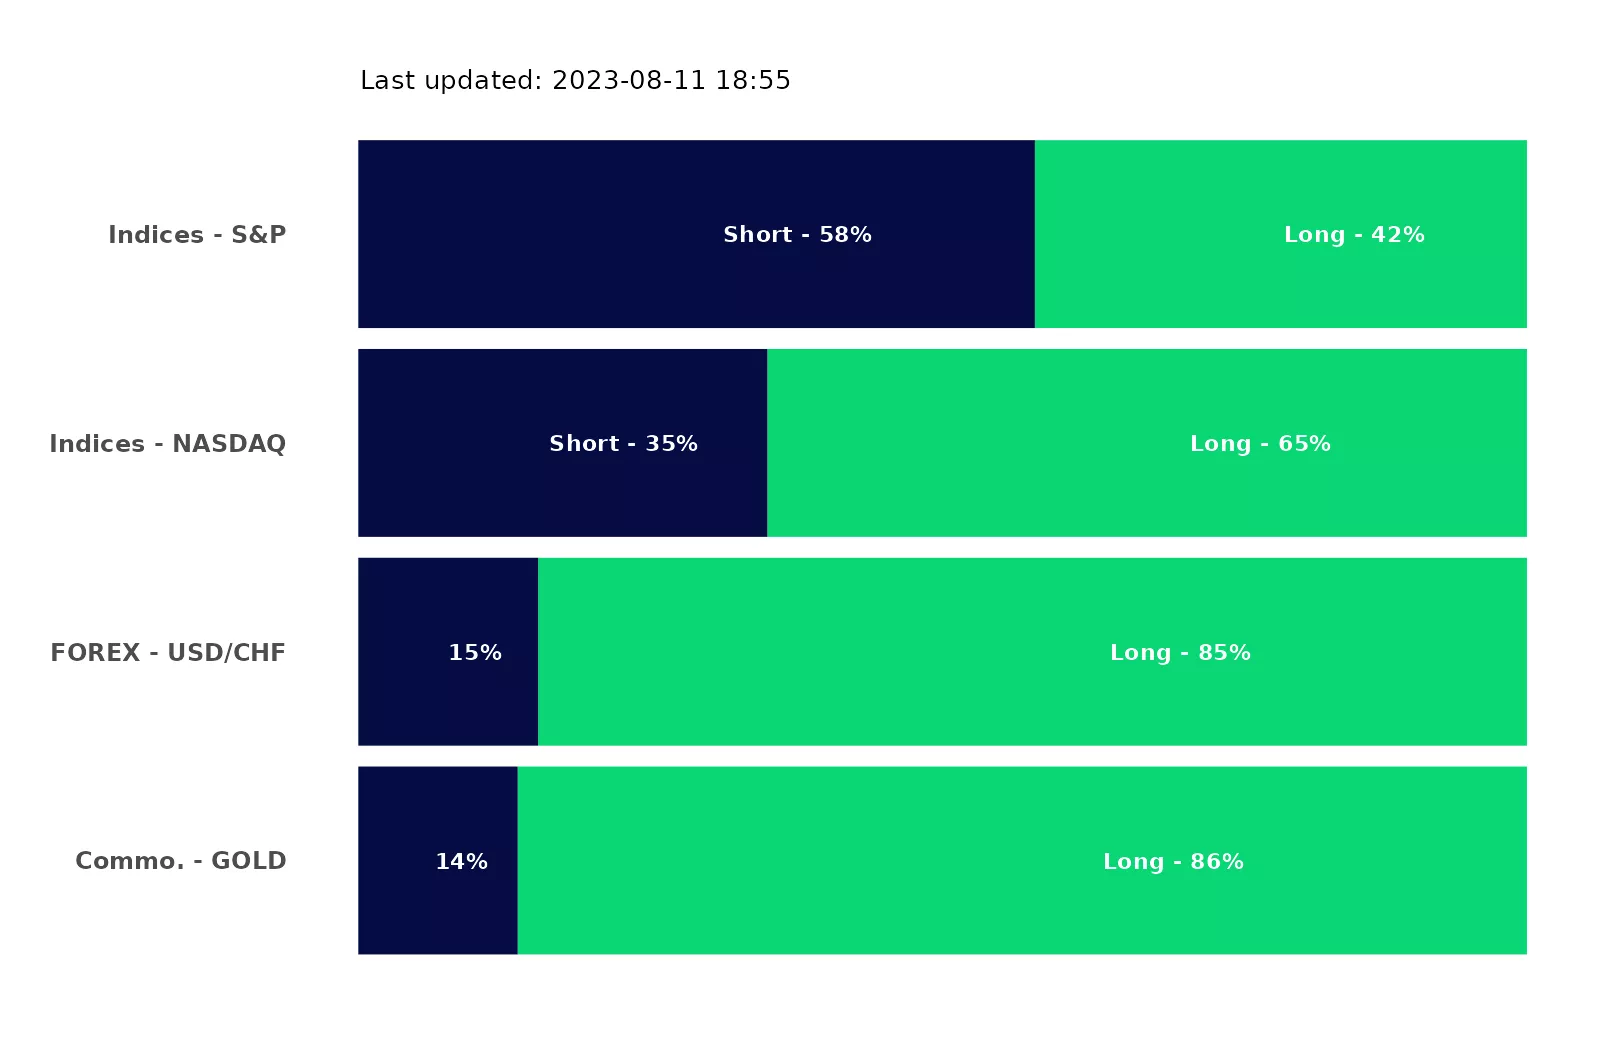 Last updated: 2023-08-11 18:55
Indices - S&P
Short - 58%
Long - 42%
Indices - NASDAQ
Short - 35%
Long - 65%
FOREX - USD/CHF
15%
Long - 85%
Commo. - GOLD
14%
Long - 86%